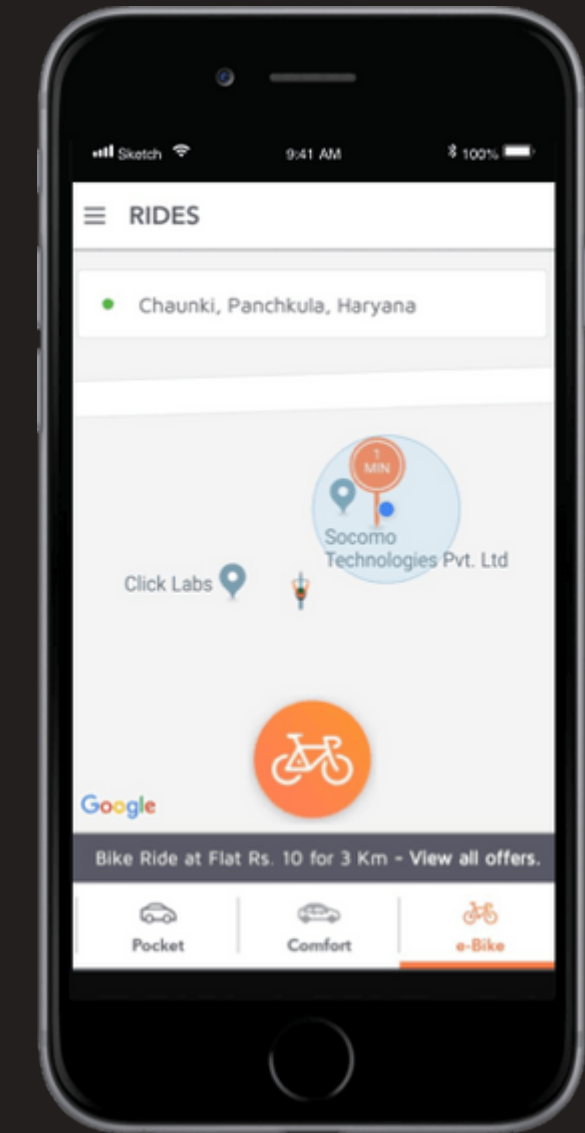 Sketch 9:41 AM 100%
RIDES
Chaunki, Panchkula, Haryana
1
MIN
Socomo
Technologies Pvt. Ltd
Click Labs
Google
Bike Ride at Flat Rs. 10 for 3 Km - View all offers.
Pocket Comfort e-Bike